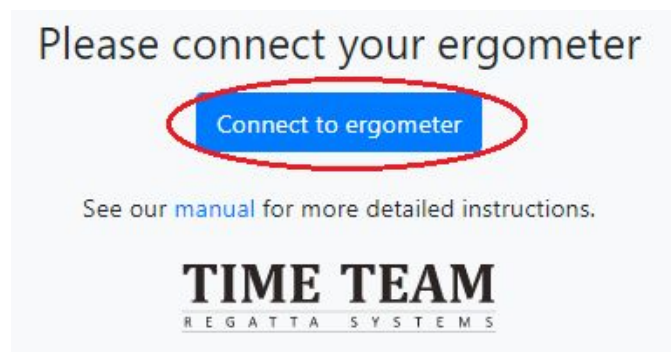 Please connect your ergometer
Connect to ergometer
See our manual for more detailed instructions.
TIME TEAM
REGATTA SYSTEMS